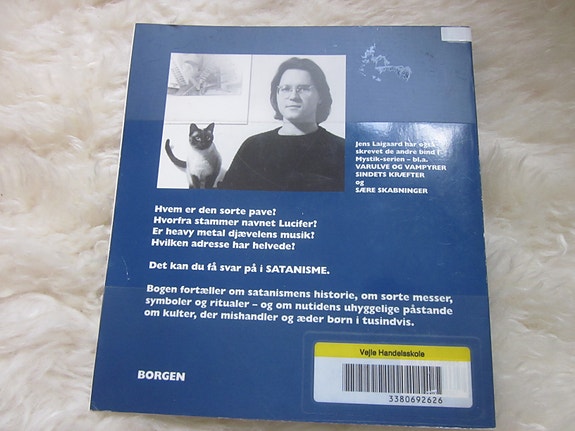 Jens Laigaard har også
skrevet de andre bind i
Mystik-serien – bl.a.
VARULVE OG VAMPYRER
SINDETS KRÆFTER
og
SÆRE SKABNINGER
Hvem er den sorte pave?
Hvorfra stammer navnet Lucifer?
Er heavy metal djævelens musik?
Hvilken adresse har helvede?
Det kan du få svar på i SATANISME.
Bogen fortæller om satanismens historie, om sorte messer,
symboler og ritualer – og om nutidens uhyggelige påstande
om kulter, der mishandler og æder børn i tusindvis.
BORGEN
Vejle Handelsskole
3380692626